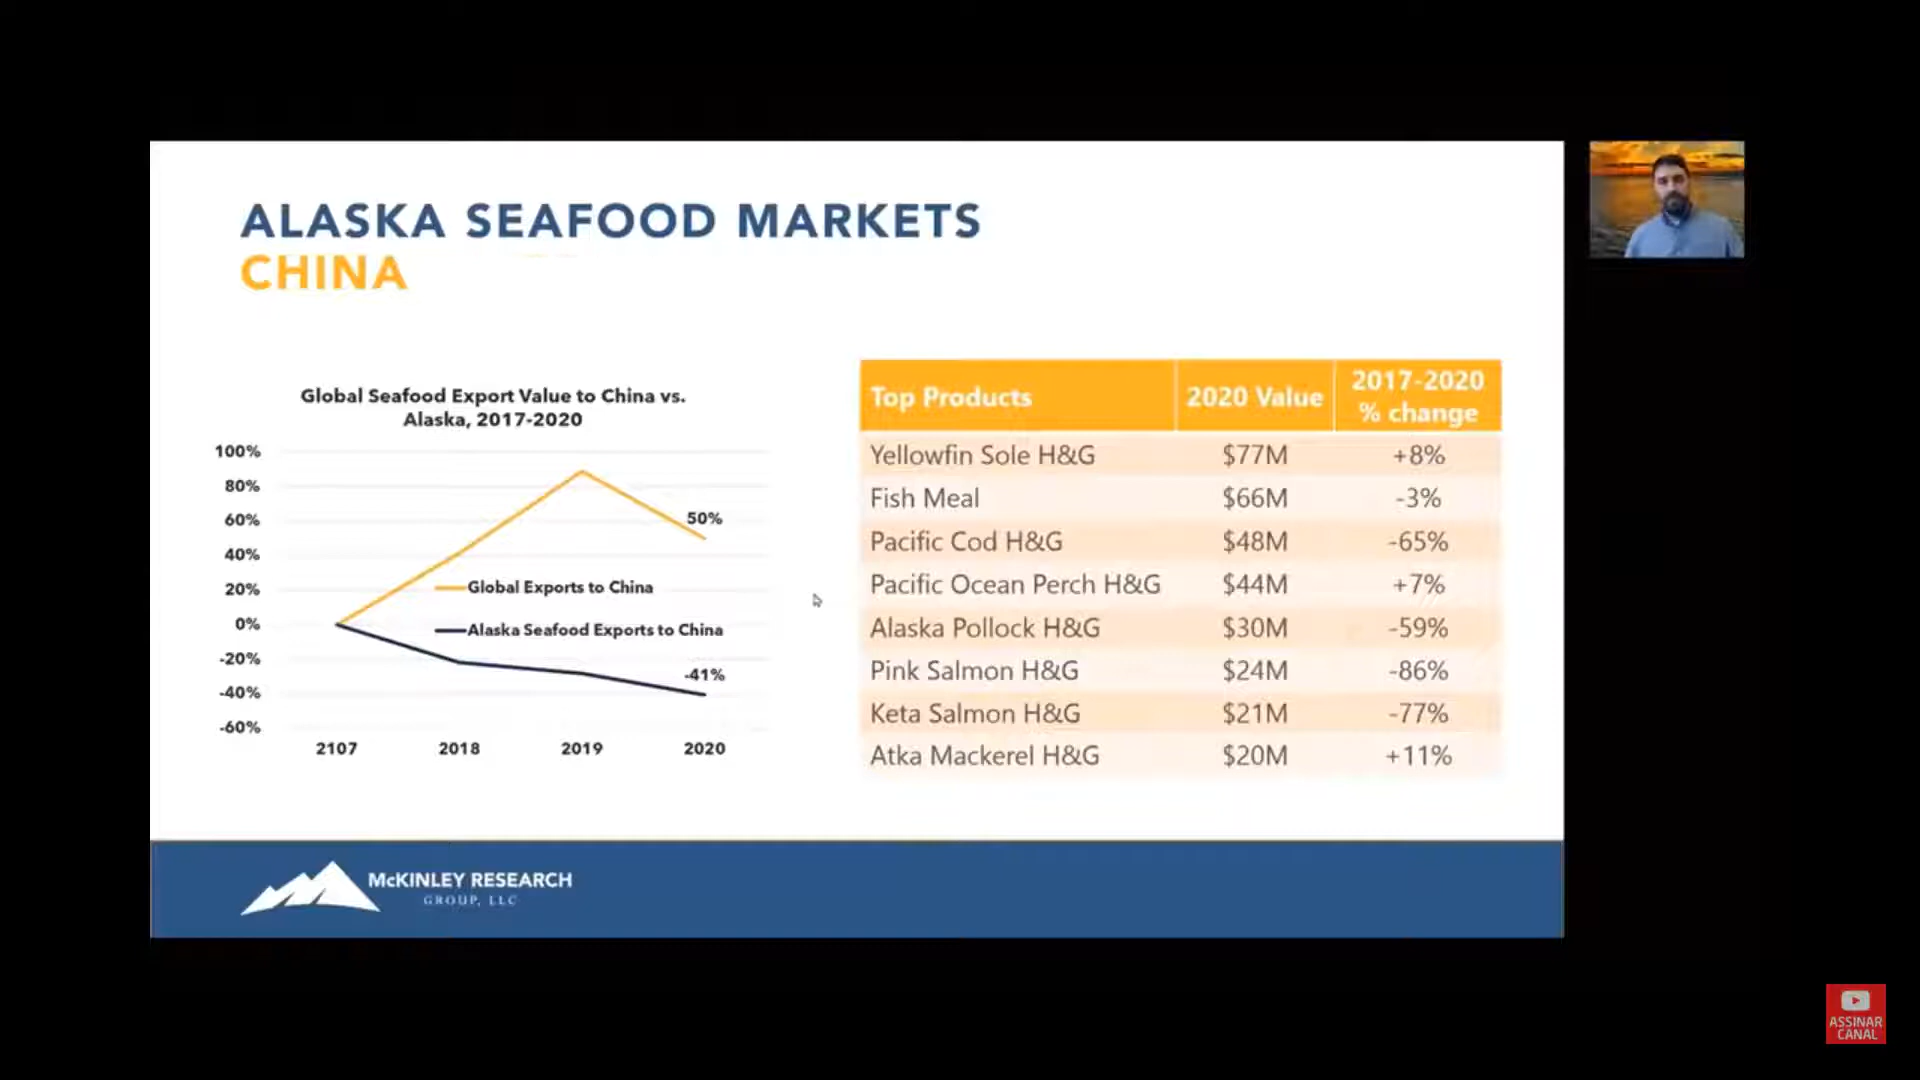 ALASKA SEAFOOD MARKETS
CHINA
Global Seafood Export Value to China vs.
Alaska, 2017-2020
100%
80%
60%
50%
40%
20%
Global Exports to China
0%
Alaska Seafood Exports to China
-20%
-41%
-40%
-60%
2107 2018 2019 2020
Top Products 2020 Value 2017-2020 % change
Yellowfin Sole H&G $77M +8%
Fish Meal $66M -3%
Pacific Cod H&G $48M -65%
Pacific Ocean Perch H&G $44M +7%
Alaska Pollock H&G $30M -59%
Pink Salmon H&G $24M -86%
Keta Salmon H&G $21M -77%
Atka Mackerel H&G $20M +11%
McKINLEY RESEARCH
GROUP, LLC
ASSINAR
CANAL